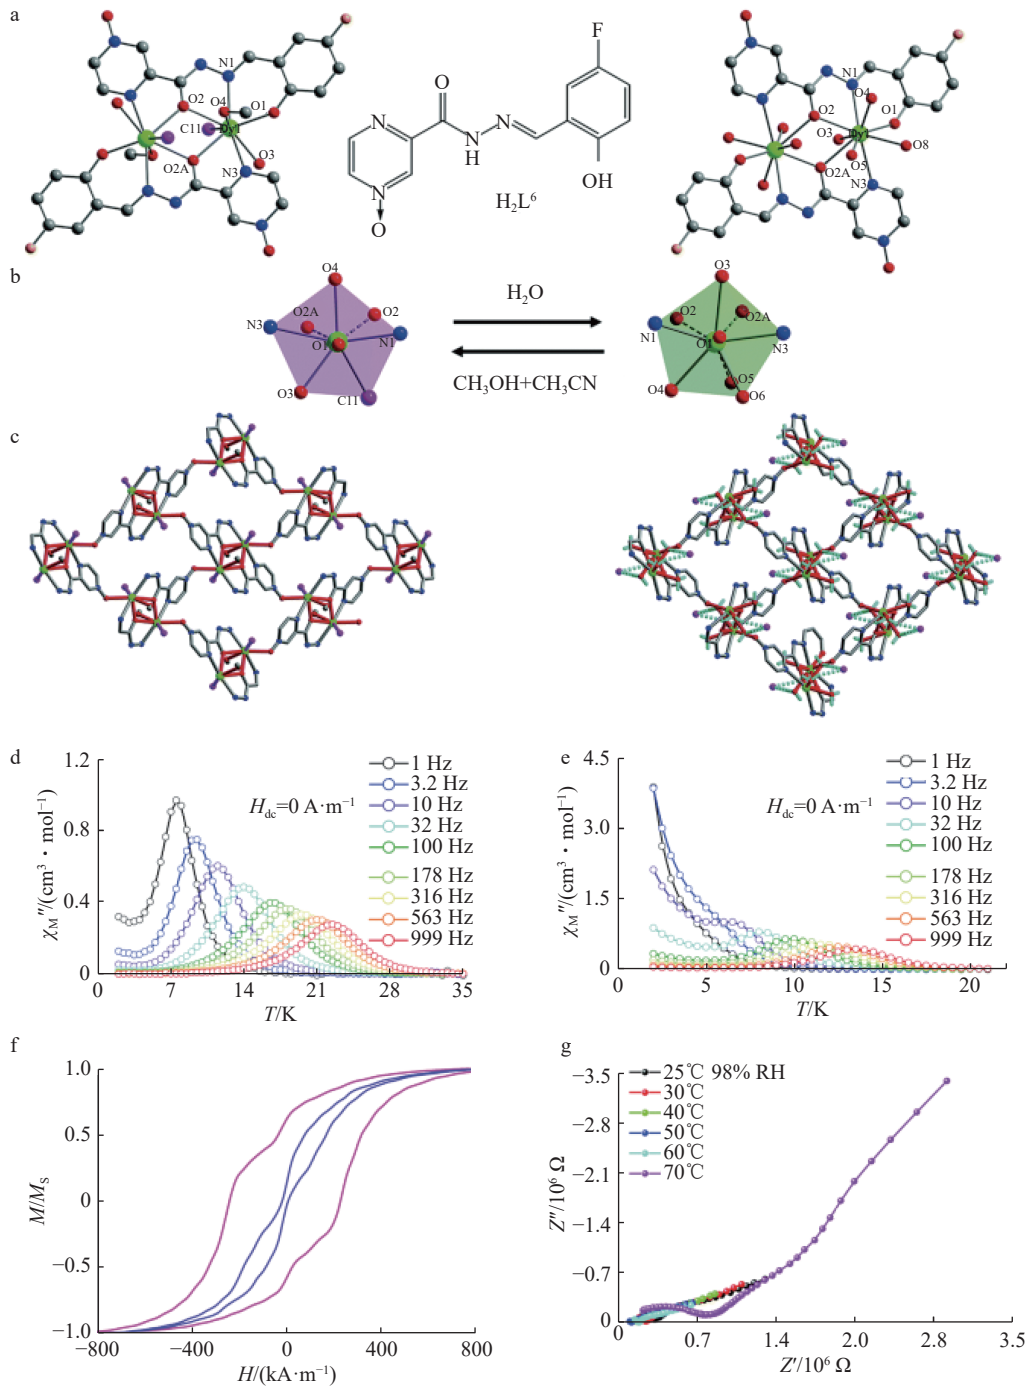 a
N1
O2
O4
O1
Cl1
Dy1
O3
O2A
N3
F
O
N
N
N
H
N
O
OH
H₂L⁶
N1
O4
O2
O1
O3
Dy1
O8
O5
O2A
N3
b
O4
O2A
O2
N3
O1
N1
O3
Cl1
H₂O
CH₃OH+CH₃CN
O3
O2
O2A
N1
O1
N3
O5
O4
O6
c
d
1.2
0.8
0.4
0
χM″/(cm³·mol⁻¹)
1 Hz
3.2 Hz
10 Hz
32 Hz
100 Hz
178 Hz
316 Hz
563 Hz
999 Hz
Hdc=0 A·m⁻¹
0 7 14 21 28 35
T/K
e
4.5
3.0
1.5
0
χM″/(cm³·mol⁻¹)
1 Hz
3.2 Hz
10 Hz
32 Hz
100 Hz
178 Hz
316 Hz
563 Hz
999 Hz
Hdc=0 A·m⁻¹
0 5 10 15 20
T/K
f
1.0
0.5
0
−0.5
−1.0
M/Ms
−800 −400 0 400 800
H/(kA·m⁻¹)
g
−3.5
−2.8
−2.1
−1.4
−0.7
0
Z″/10⁶ Ω
25℃ 98% RH
30℃
40℃
50℃
60℃
70℃
0.7 1.4 2.0 2.8 3.5
Z′/10⁶ Ω